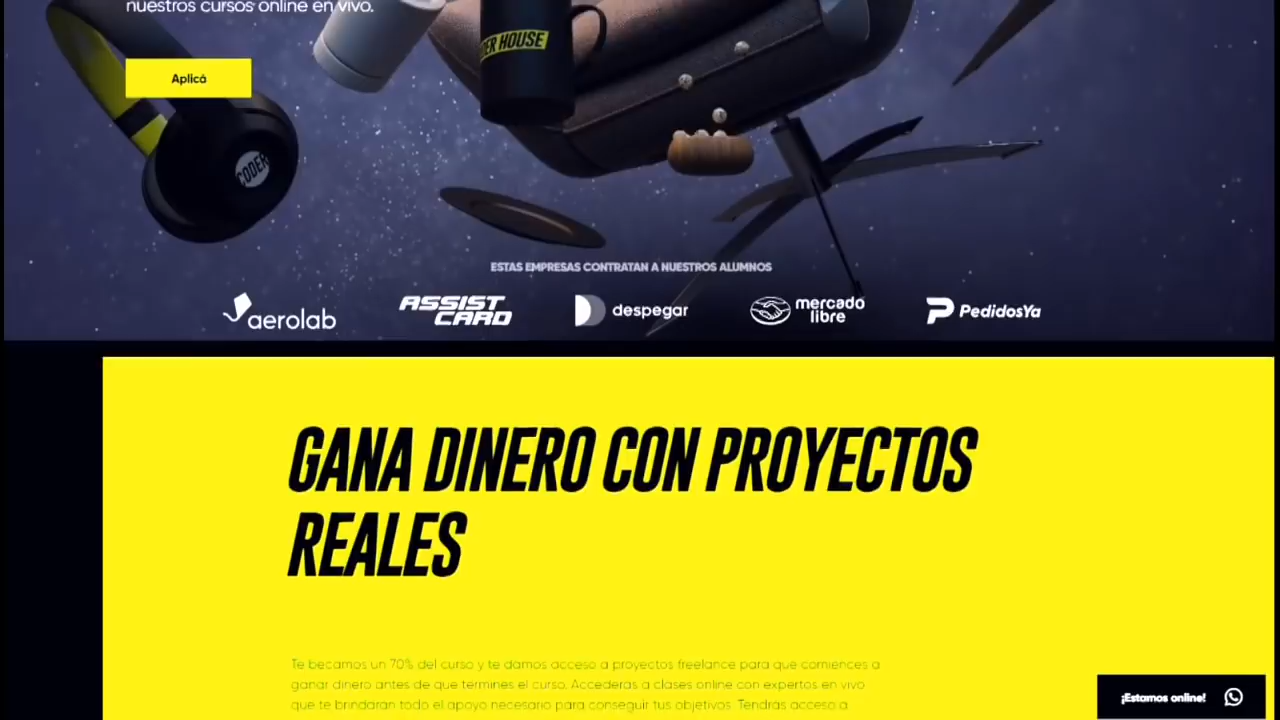 nuestros cursos online en vivo.
DER HOUSE
Aplicá
CODER
ESTAS EMPRESAS CONTRATAN A NUESTROS ALUMNOS
aerolab
ASSIST
CARD
despegar
mercado
libre
PedidosYa
GANA DINERO CON PROYECTOS
REALES
Te becamos un 70% del curso y te damos acceso a proyectos freelance para que comiences a
ganar dinero antes de que termines el curso. Accederas a clases online con expertos en vivo
que te brindaran todo el apoyo necesario para conseguir tus objetivos. Tendrás acceso a
¡Estamos online!